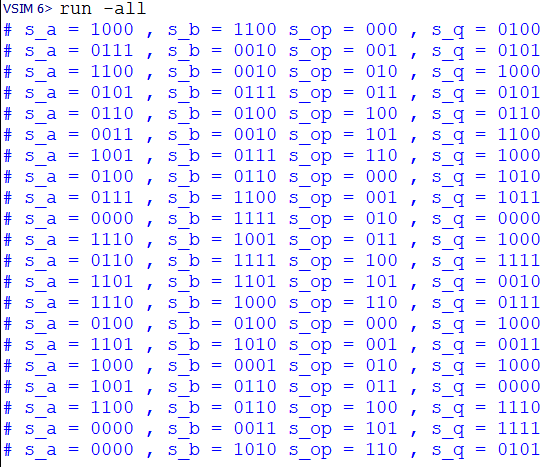 VSIM 6> run -all
# s_a = 1000 , s_b = 1100 s_op = 000 , s_q = 0100
# s_a = 0111 , s_b = 0010 s_op = 001 , s_q = 0101
# s_a = 1100 , s_b = 0010 s_op = 010 , s_q = 1000
# s_a = 0101 , s_b = 0111 s_op = 011 , s_q = 0101
# s_a = 0110 , s_b = 0100 s_op = 100 , s_q = 0110
# s_a = 0011 , s_b = 0010 s_op = 101 , s_q = 1100
# s_a = 1001 , s_b = 0111 s_op = 110 , s_q = 1000
# s_a = 0100 , s_b = 0110 s_op = 000 , s_q = 1010
# s_a = 0111 , s_b = 1100 s_op = 001 , s_q = 1011
# s_a = 0000 , s_b = 1111 s_op = 010 , s_q = 0000
# s_a = 1110 , s_b = 1001 s_op = 011 , s_q = 1000
# s_a = 0110 , s_b = 1111 s_op = 100 , s_q = 1111
# s_a = 1101 , s_b = 1101 s_op = 101 , s_q = 0010
# s_a = 1110 , s_b = 1000 s_op = 110 , s_q = 0111
# s_a = 0100 , s_b = 0100 s_op = 000 , s_q = 1000
# s_a = 1101 , s_b = 1010 s_op = 001 , s_q = 0011
# s_a = 1000 , s_b = 0001 s_op = 010 , s_q = 1000
# s_a = 1001 , s_b = 0110 s_op = 011 , s_q = 0000
# s_a = 1100 , s_b = 0110 s_op = 100 , s_q = 1110
# s_a = 0000 , s_b = 0011 s_op = 101 , s_q = 1111
# s_a = 0000 , s_b = 1010 s_op = 110 , s_q = 0101